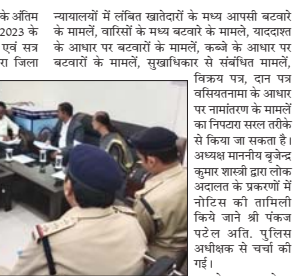 के अंतिम
2023 के
एवं सत्र
रा जिला
न्यायालयों में लंबित खातेदारों के मध्य आपसी बटवारे
के मामलें, वारिसों के मध्य बटवारे के मामले, याददाश्त
के आधार पर बटवारों के मामलें, कब्जे के आधार पर
बटवारों के मामलें, सुखाधिकार से संबंधित मामलें,
विक्रय पत्र, दान पत्र
वसियतनामा के आधार
पर नामांतरण के मामलें
का निपटारा सरल तरीके
से किया जा सकता है।
अध्यक्ष माननीय बृजेन्द्र
कुमार शास्त्री द्वारा लोक
अदालत के प्रकरणों में
नोटिस की तामिली
किये जाने श्री पंकज
पटेल अति. पुलिस
अधीक्षक से चर्चा की
गई।